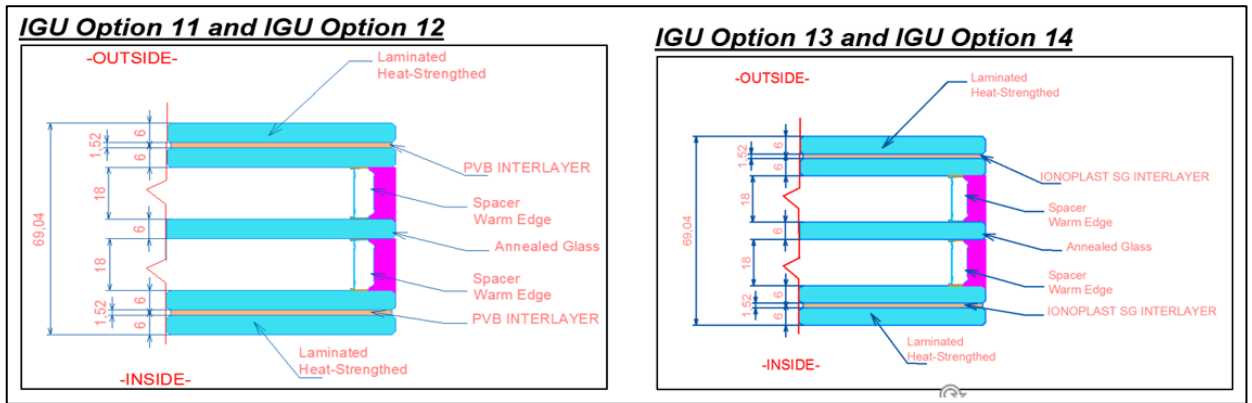 IGU Option 11 and IGU Option 12
-OUTSIDE-
Laminated
Heat-Strengthed
6
1,52
6
PVB INTERLAYER
18
Spacer
Warm Edge
69,04
6
Annealed Glass
18
Spacer
Warm Edge
6
1,52
6
PVB INTERLAYER
Laminated
Heat-Strengthed
-INSIDE-
IGU Option 13 and IGU Option 14
-OUTSIDE-
Laminated
Heat-Strengthed
6
1,52
6
IONOPLAST SG INTERLAYER
18
Spacer
Warm Edge
69,04
6
Annealed Glass
18
Spacer
Warm Edge
6
1,52
6
IONOPLAST SG INTERLAYER
Laminated
Heat-Strengthed
-INSIDE-